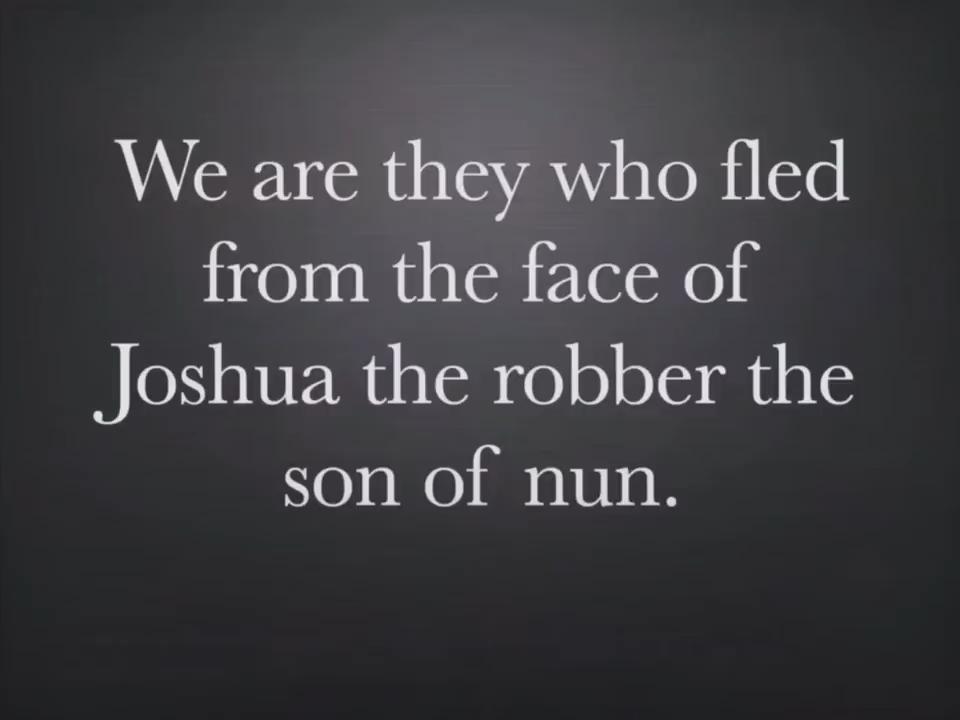 We are they who fled
from the face of
Joshua the robber the
son of nun.